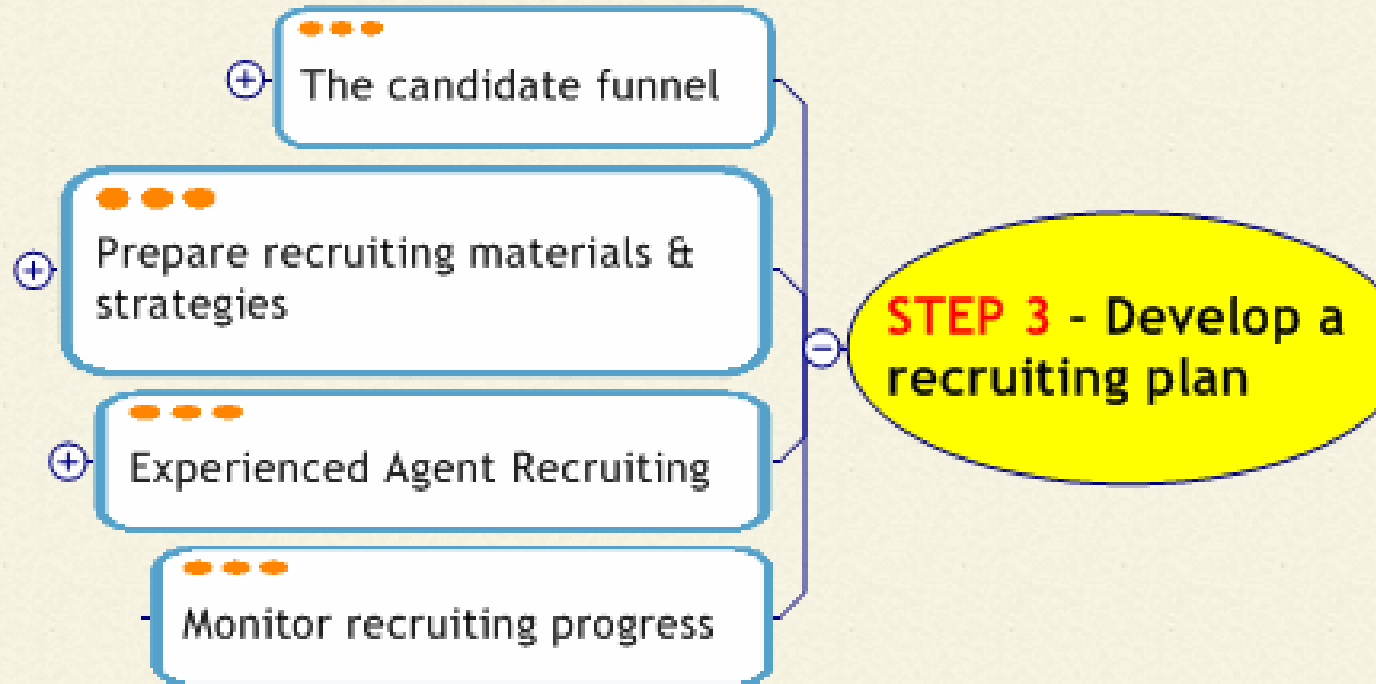 The candidate funnel
Prepare recruiting materials &
strategies
Experienced Agent Recruiting
Monitor recruiting progress
STEP 3 - Develop a
recruiting plan